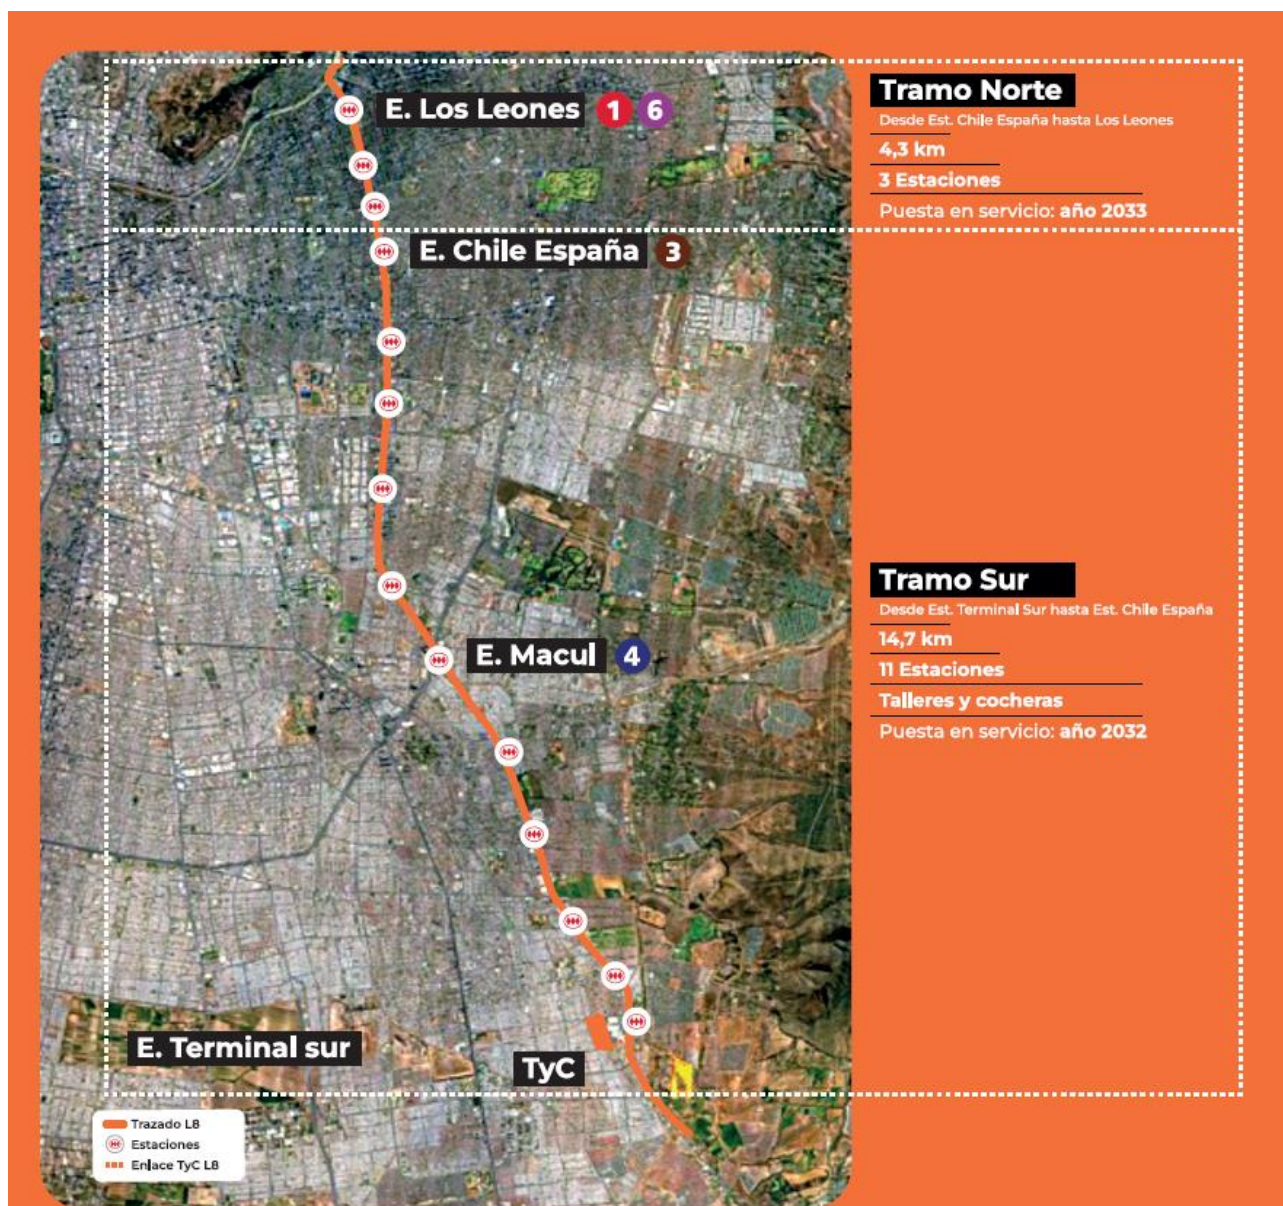 E. Los Leones 1 6
Tramo Norte
Desde Est. Chile España hasta Los Leones
4,3 km
3 Estaciones
Puesta en servicio: año 2033
E. Chile España 3
Tramo Sur
Desde Est. Terminal Sur hasta Est. Chile España
14,7 km
11 Estaciones
Talleres y cocheras
Puesta en servicio: año 2032
E. Macul 4
E. Terminal sur
TyC
Trazado L8
Estaciones
Enlace TyC L8